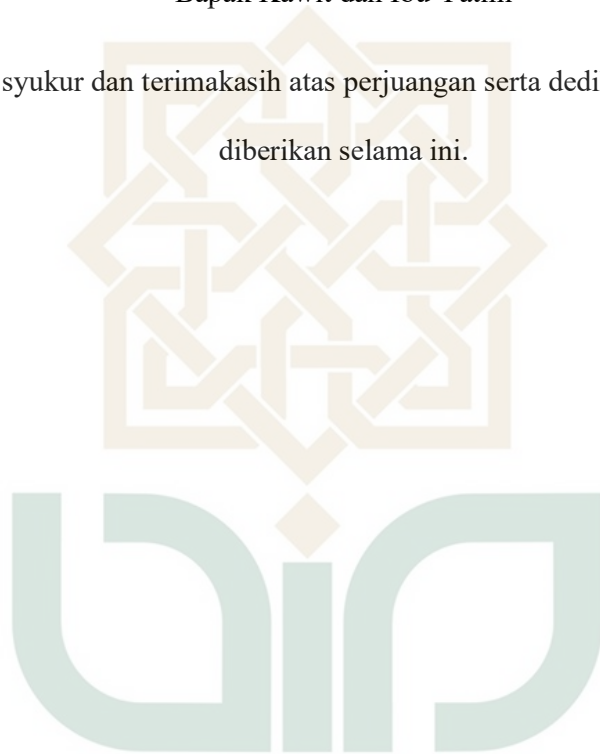 syukur dan terimakasih atas perjuangan serta dedi
diberikan selama ini.